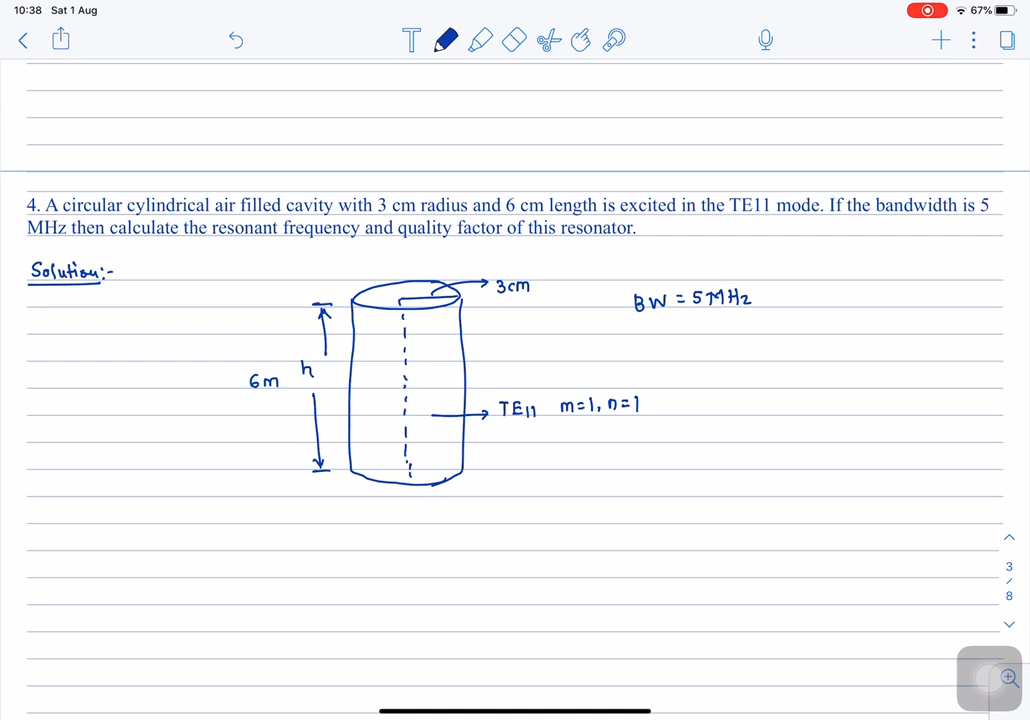 10:38 Sat 1 Aug
67%
T
4. A circular cylindrical air filled cavity with 3 cm radius and 6 cm length is excited in the TE11 mode. If the bandwidth is 5
MHz then calculate the resonant frequency and quality factor of this resonator.
Solution:-
3cm
BW = 5MHz
h
6m
TE11 m=1, n=1
3
/
8